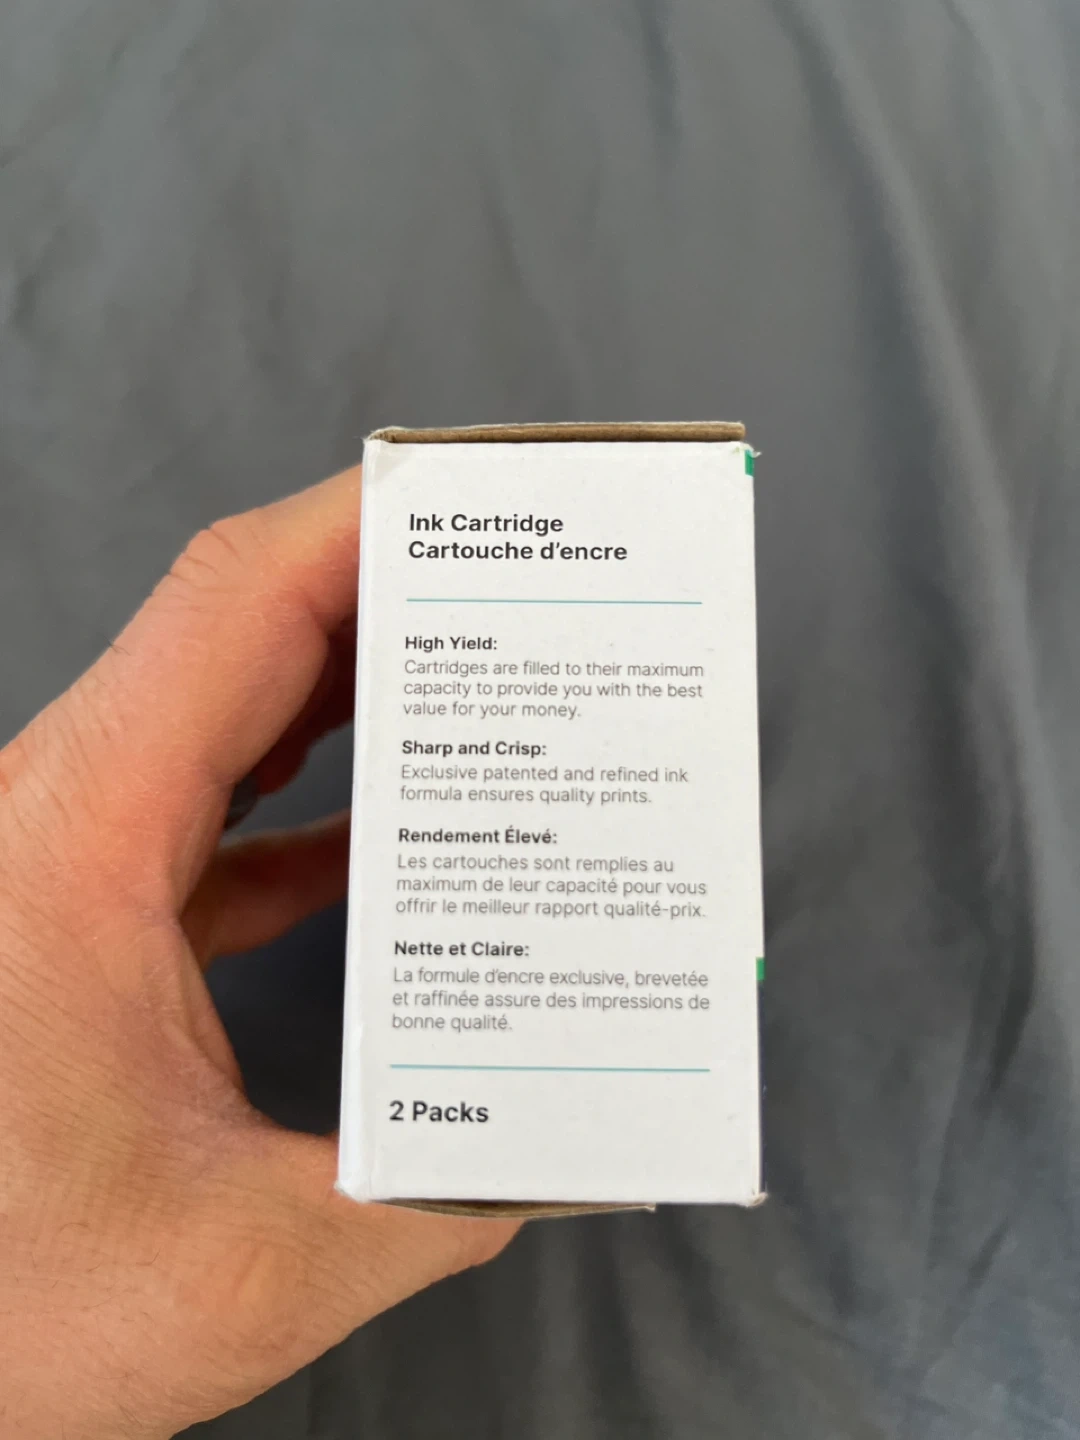 Ink Cartridge
Cartouche d'encre
High Yield:
Cartridges are filled to their maximum
capacity to provide you with the best
value for your money.
Sharp and Crisp:
Exclusive patented and refined ink
formula ensures quality prints.
Rendement Élevé:
Les cartouches sont remplies au
maximum de leur capacité pour vous
offrir le meilleur rapport qualité-prix.
Nette et Claire:
La formule d'encre exclusive, brevetée
et raffinée assure des impressions de
bonne qualité.
2 Packs